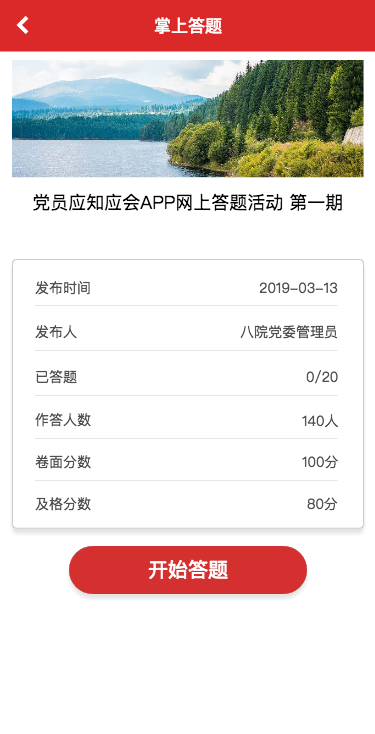 掌上答题
党员应知应会APP网上答题活动 第一期
发布时间 2019-03-13
发布人 八院党委管理员
已答题 0/20
作答人数 140人
卷面分数 100分
及格分数 80分
开始答题